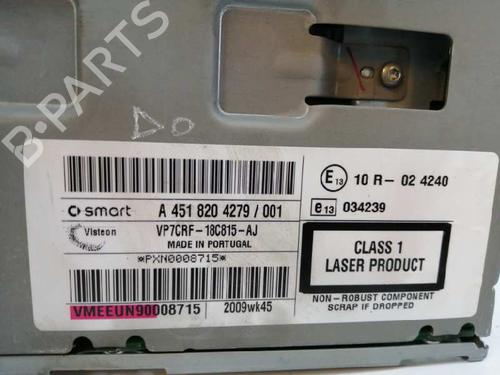 B-PARTS
smart A 451 820 4279 / 001
Visteon VP7CRF-18C815-AJ
MADE IN PORTUGAL
*PXN0008715*
VMEEUN90008715 2009wk45
E13 10 R- 02 4240
e13 034239
CLASS 1
LASER PRODUCT
NON-ROBUST COMPONENT
SCRAP IF DROPPED